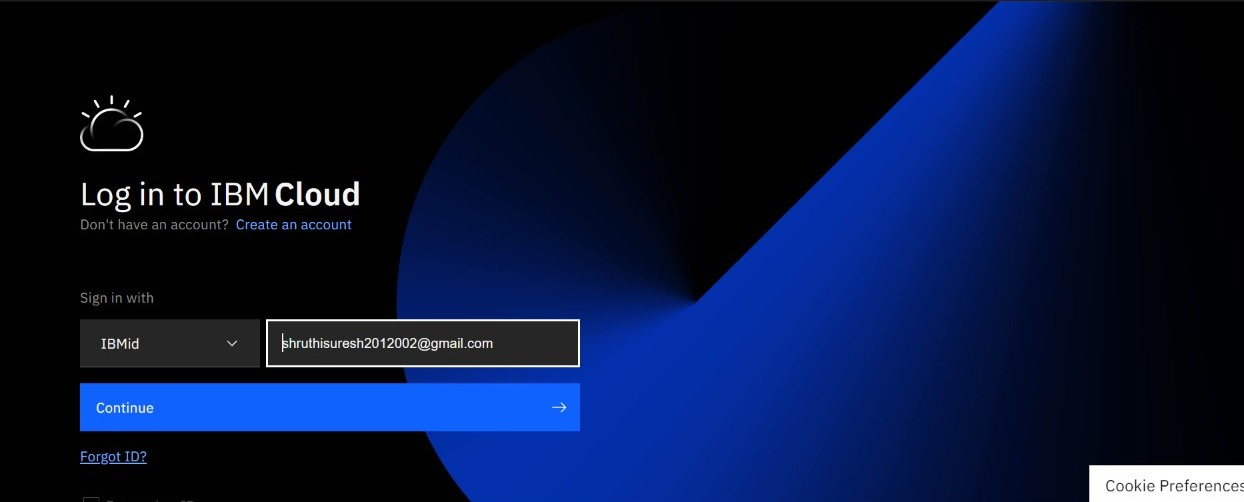 Log in to IBM Cloud
Don't have an account? Create an account
Sign in with
IBMid
shruthisuresh2012002@gmail.com
Continue
Forgot ID?
Cookie Preferences